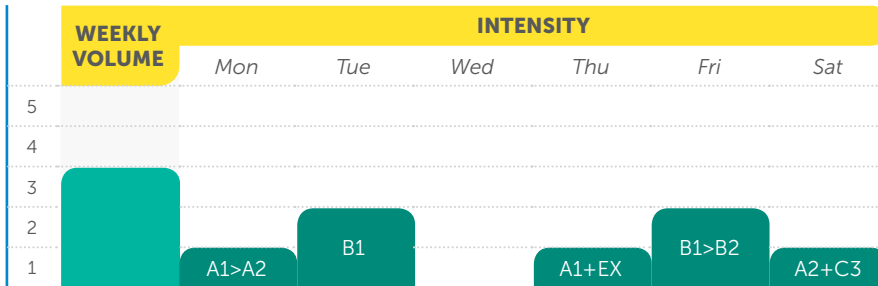 WEEKLY
VOLUME
INTENSITY
Mon Tue Wed Thu Fri Sat
5
4
3
2
1
A1>A2
B1
A1+EX
B1>B2
A2+C3